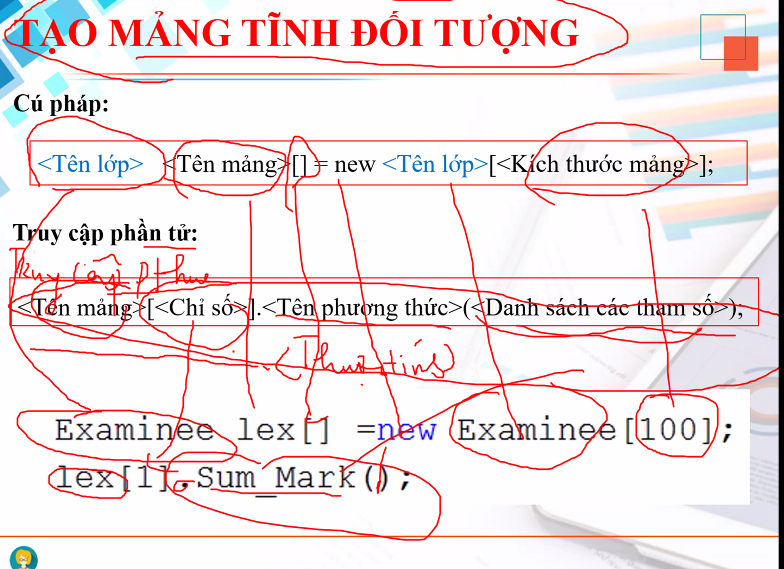 TẠO MẢNG TĨNH ĐỐI TƯỢNG
Cú pháp:
<Tên lớp> <Tên mảng>[] = new <Tên lớp>[<Kích thước mảng>];
Truy cập phần tử:
<Tên mảng>[<Chỉ số>].<Tên phương thức>(<Danh sách các tham số>);
Examinee lex[] =new Examinee[100];
lex[1].Sum_Mark();